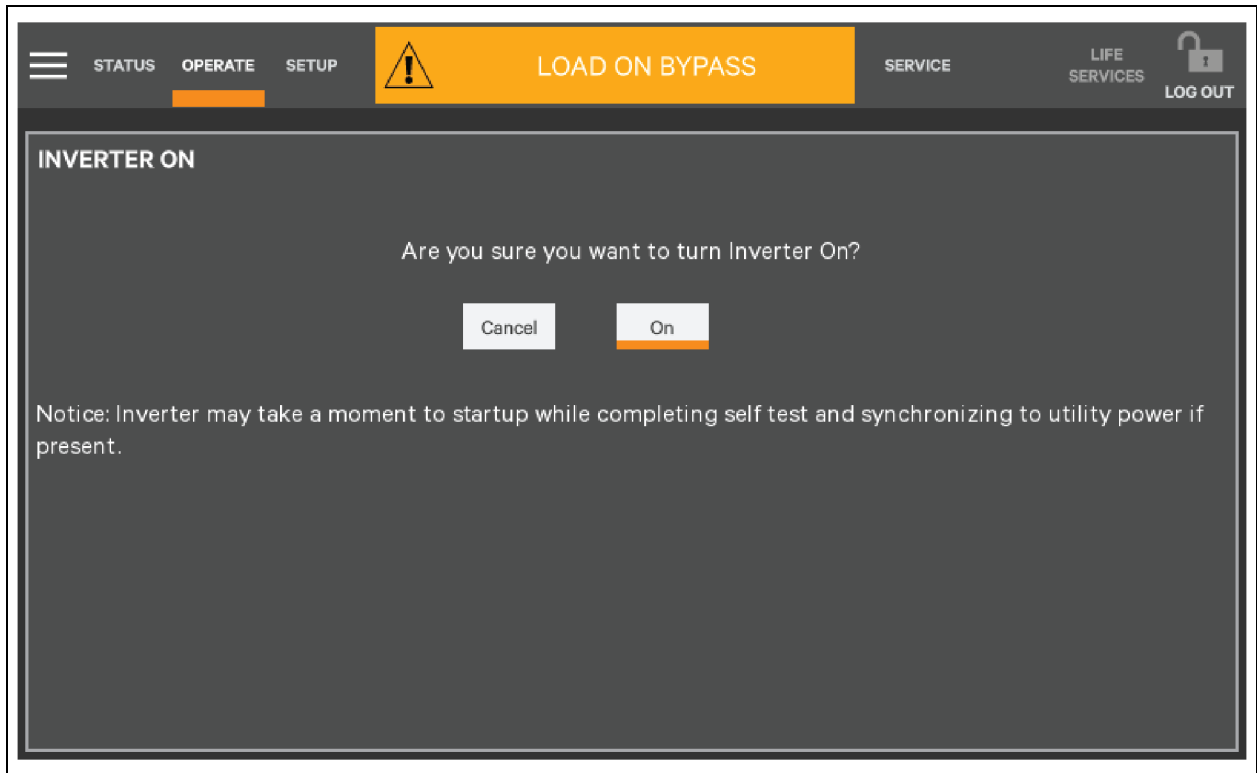 STATUS OPERATE SETUP LOAD ON BYPASS SERVICE LIFE SERVICES LOG OUT
INVERTER ON
Are you sure you want to turn Inverter On?
Cancel On
Notice: Inverter may take a moment to startup while completing self test and synchronizing to utility power if
present.